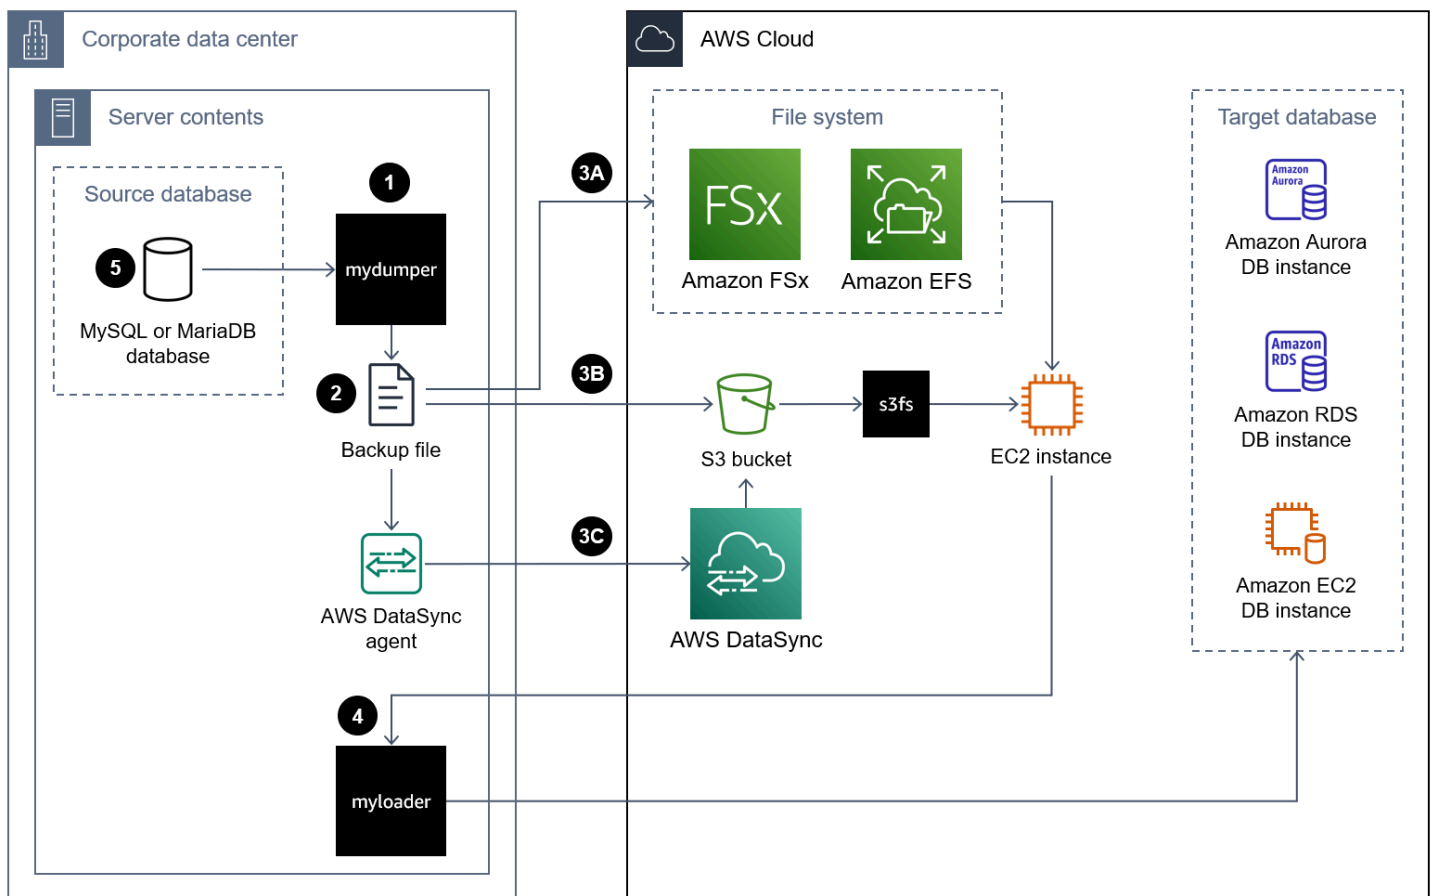 Corporate data center
Server contents
Source database
1
mydumper
5
MySQL or MariaDB
database
2
Backup file
AWS DataSync
agent
4
myloader
3A
3B
3C
AWS Cloud
File system
FSx
Amazon FSx
Amazon EFS
S3 bucket
s3fs
EC2 instance
AWS DataSync
Target database
Amazon
Aurora
Amazon Aurora
DB instance
Amazon
RDS
Amazon RDS
DB instance
Amazon EC2
DB instance